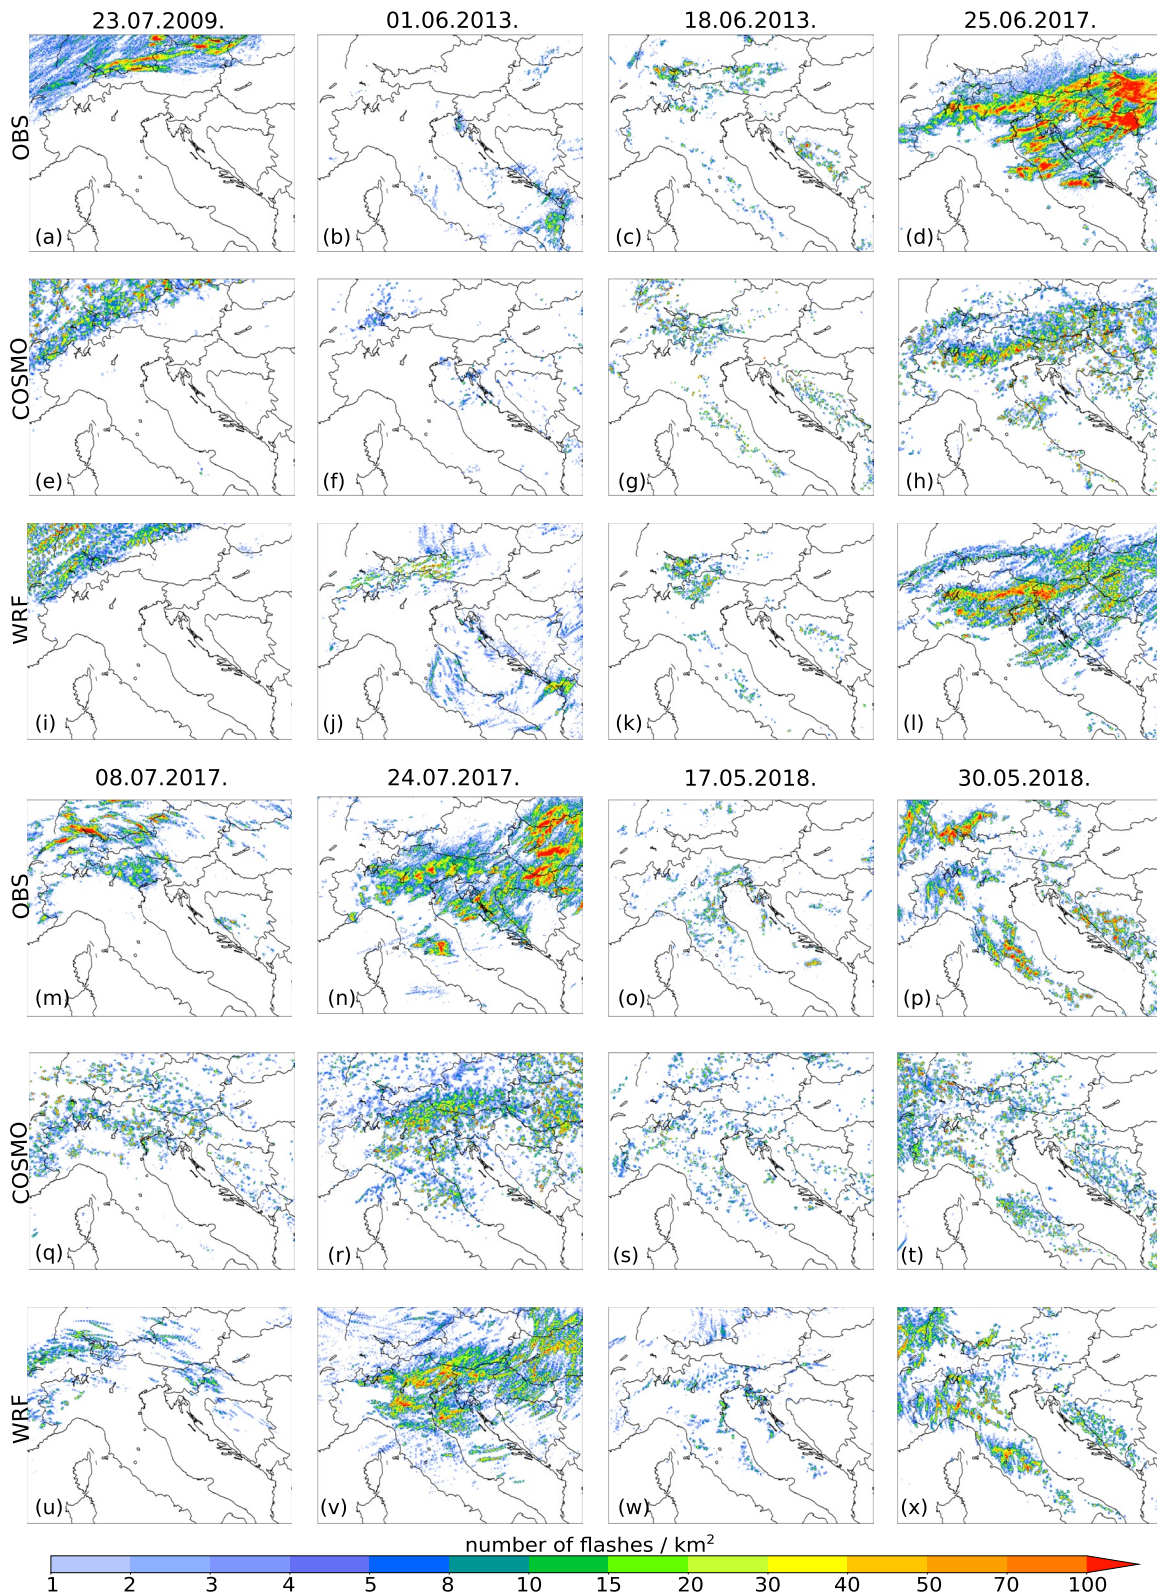 23.07.2009. 01.06.2013. 18.06.2013. 25.06.2017.
OBS
(a) (b) (c) (d)
COSMO
(e) (f) (g) (h)
WRF
(i) (j) (k) (l)
08.07.2017. 24.07.2017. 17.05.2018. 30.05.2018.
OBS
(m) (n) (o) (p)
COSMO
(q) (r) (s) (t)
WRF
(u) (v) (w) (x)
number of flashes / km²
1 2 3 4 5 8 10 15 20 30 40 50 70 100